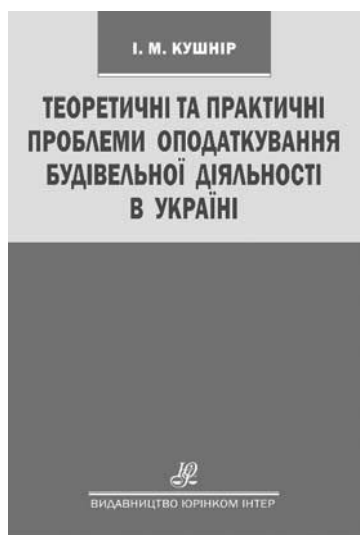 І. М. КУШНІР
ТЕОРЕТИЧНІ ТА ПРАКТИЧНІ
ПРОБЛЕМИ ОПОДАТКУВАННЯ
БУДІВЕЛЬНОЇ ДІЯЛЬНОСТІ
В УКРАЇНІ
ВИДАВНИЦТВО ЮРІНКОМ ІНТЕР